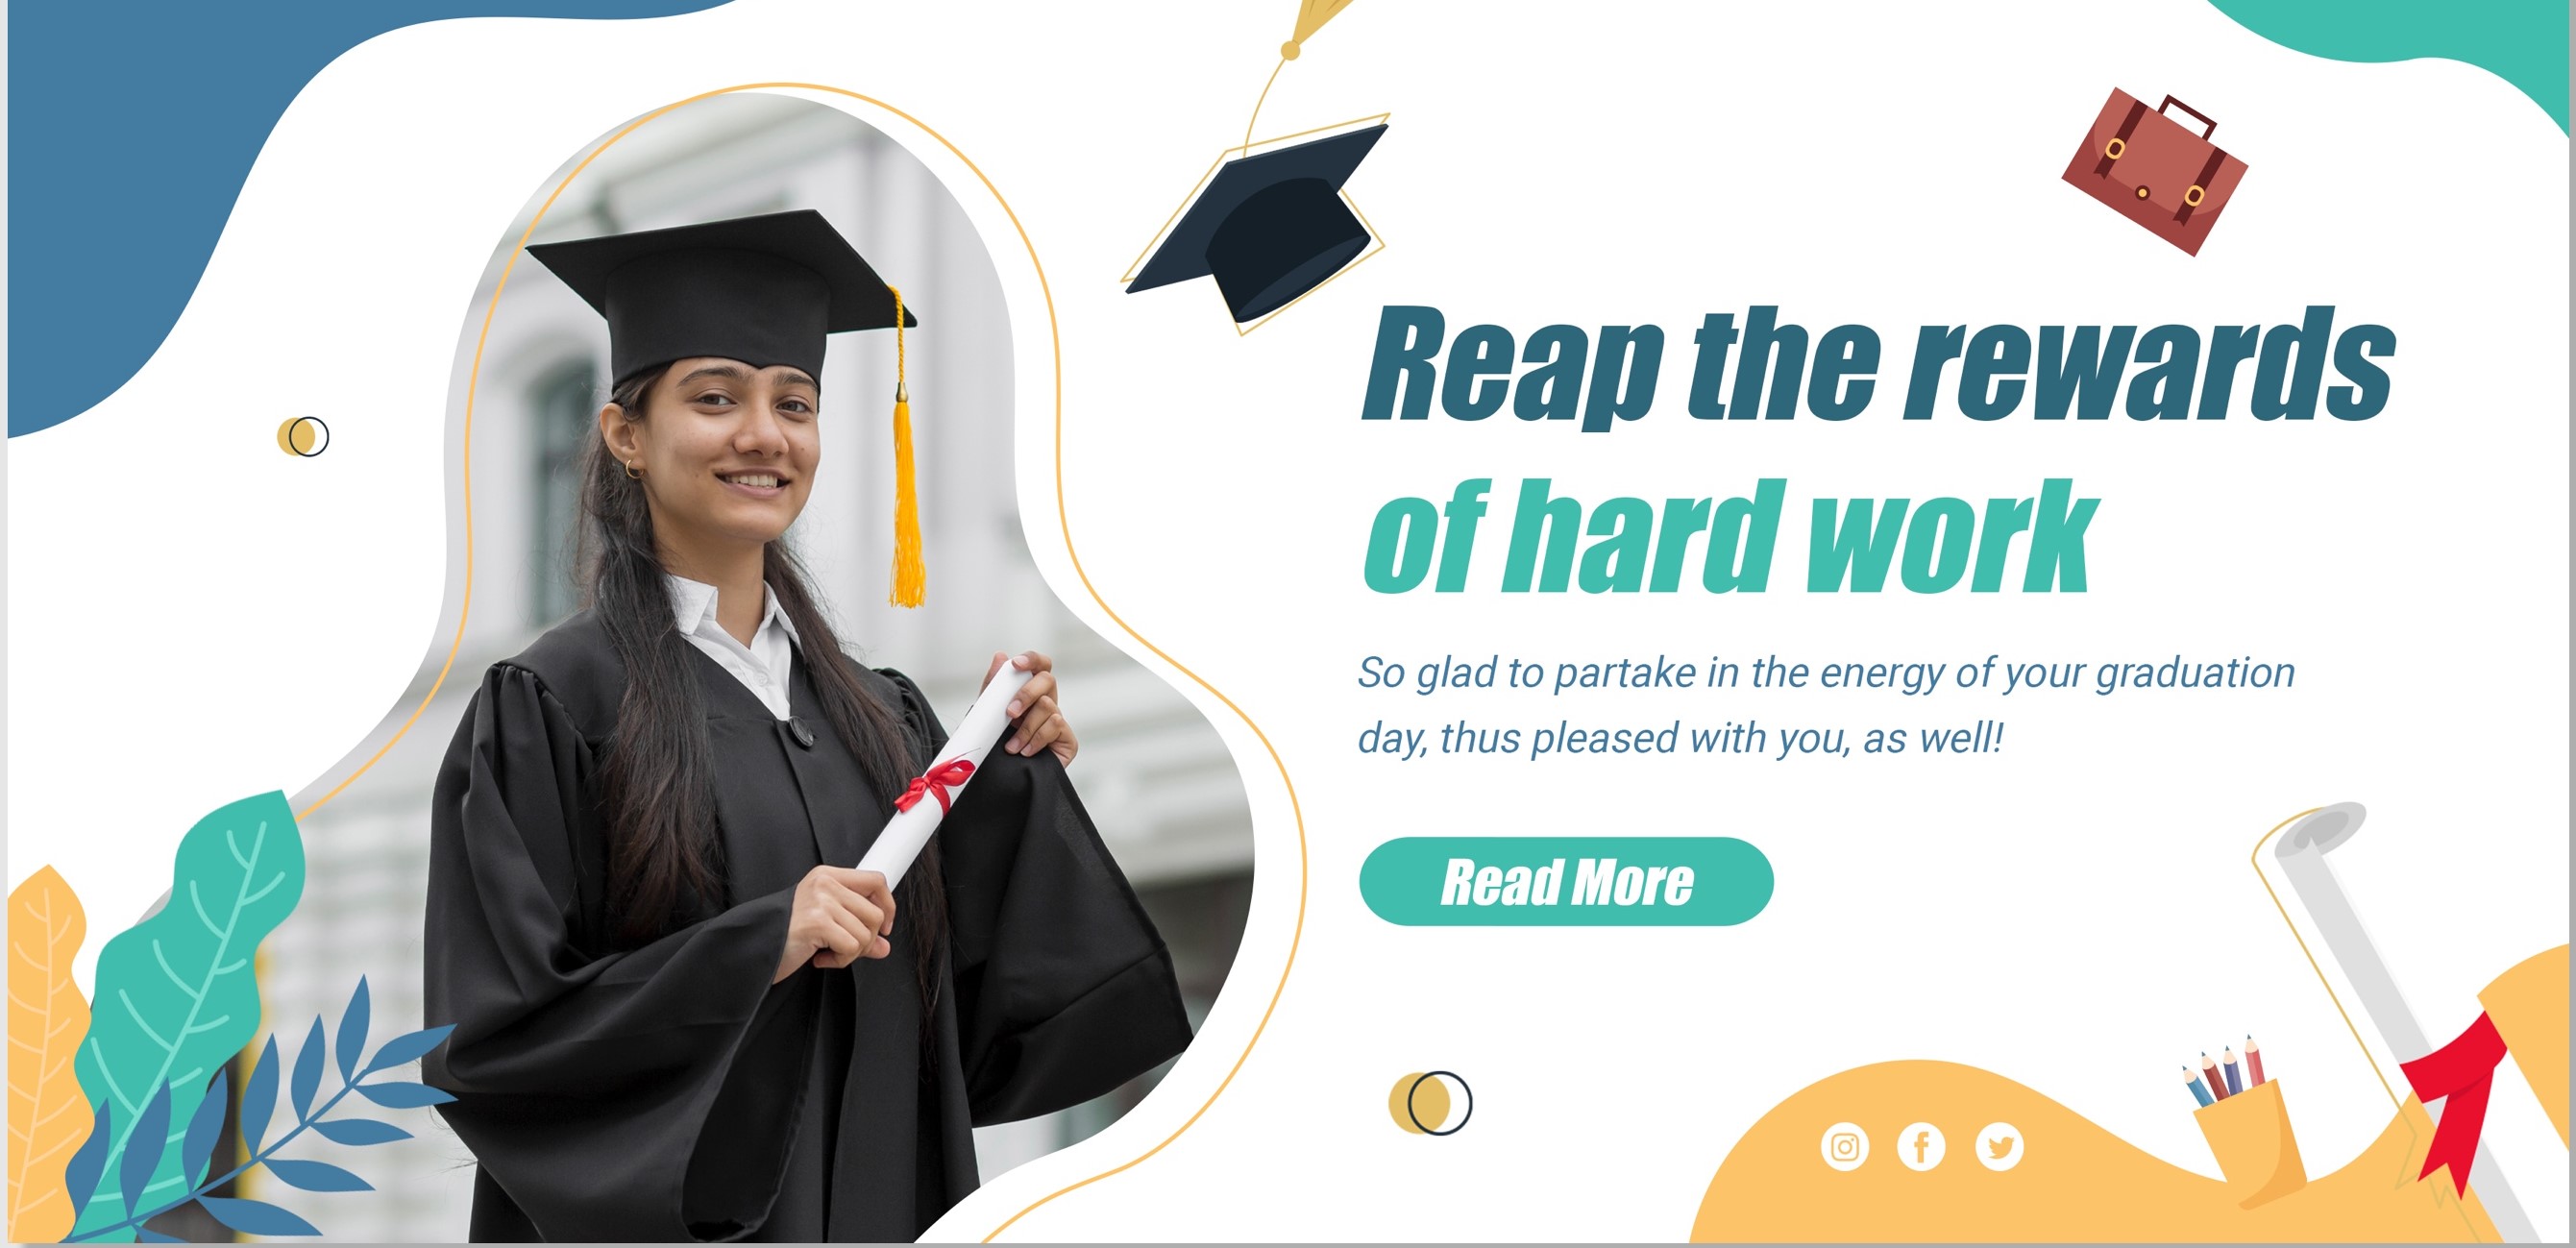 Reap the rewards
of hard work
So glad to partake in the energy of your graduation
day, thus pleased with you, as well!
Read More